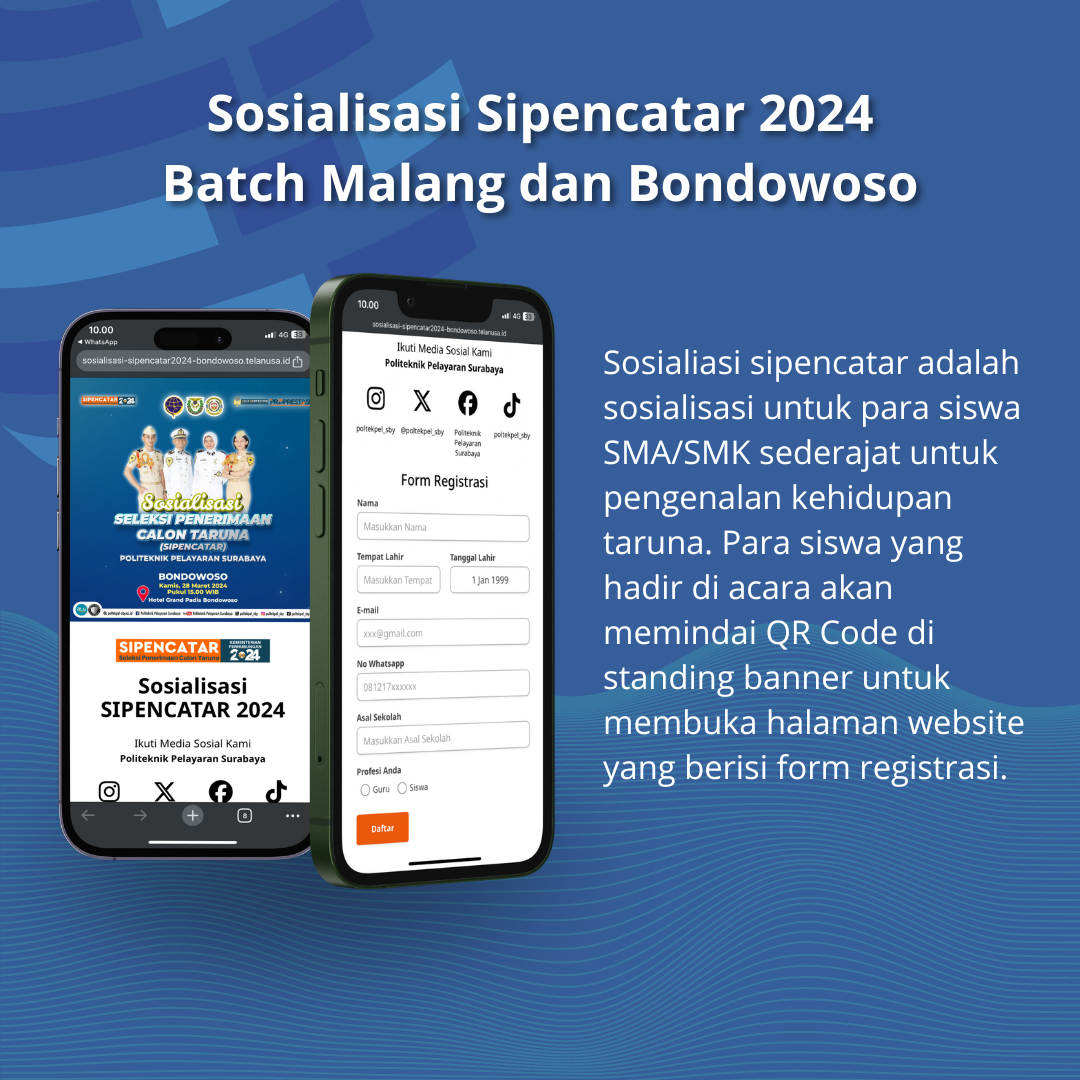 Sosialisasi Sipencatar 2024
Batch Malang dan Bondowoso
10.00
4G 33
WhatsApp
sosialisasi-sipencatar2024-bondowoso.telanusa.id
SIPENCATAR 2024
Sosialisasi
SELEKSI PENERIMAAN
CALON TARUNA
(SIPENCATAR)
POLITEKNIK PELAYARAN SURABAYA
BONDOWOSO
Kamis, 28 Maret 2024
Pukul 15.00 WIB
Hotel Grand Padis Bondowoso
SIPENCATAR
Seleksi Penerimaan Calon Taruna
KEMENTERIAN
PERHUBUNGAN
2024
Sosialisasi
SIPENCATAR 2024
Ikuti Media Sosial Kami
Politeknik Pelayaran Surabaya
8
10.00
4G 33
sosialisasi-sipencatar2024-bondowoso.telanusa.id
Ikuti Media Sosial Kami
Politeknik Pelayaran Surabaya
poltekpel_sby
@poltekpel_sby
Politeknik
Pelayaran
Surabaya
poltekpel_sby
Form Registrasi
Nama
Masukkan Nama
Tempat Lahir
Tanggal Lahir
Masukkan Tempat
1 Jan 1999
E-mail
xxx@gmail.com
No Whatsapp
081217xxxxxx
Asal Sekolah
Masukkan Asal Sekolah
Profesi Anda
Guru
Siswa
Daftar
Sosialiasi sipencatar adalah
sosialisasi untuk para siswa
SMA/SMK sederajat untuk
pengenalan kehidupan
taruna. Para siswa yang
hadir di acara akan
memindai QR Code di
standing banner untuk
membuka halaman website
yang berisi form registrasi.